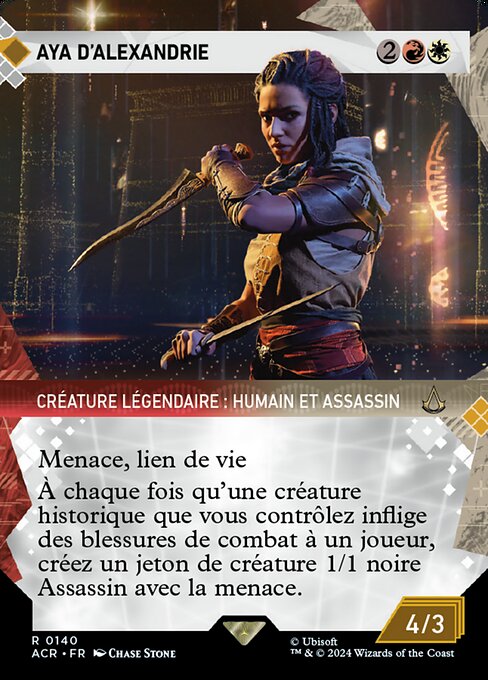 AYA D'ALEXANDRIE 2
CRÉATURE LÉGENDAIRE : HUMAIN ET ASSASSIN
Menace, lien de vie
À chaque fois qu'une créature
historique que vous contrôlez inflige
des blessures de combat à un joueur,
créez un jeton de créature 1/1 noire
Assassin avec la menace.
4/3
R 0140
ACR • FR Chase Stone
© Ubisoft
™ & © 2024 Wizards of the Coast